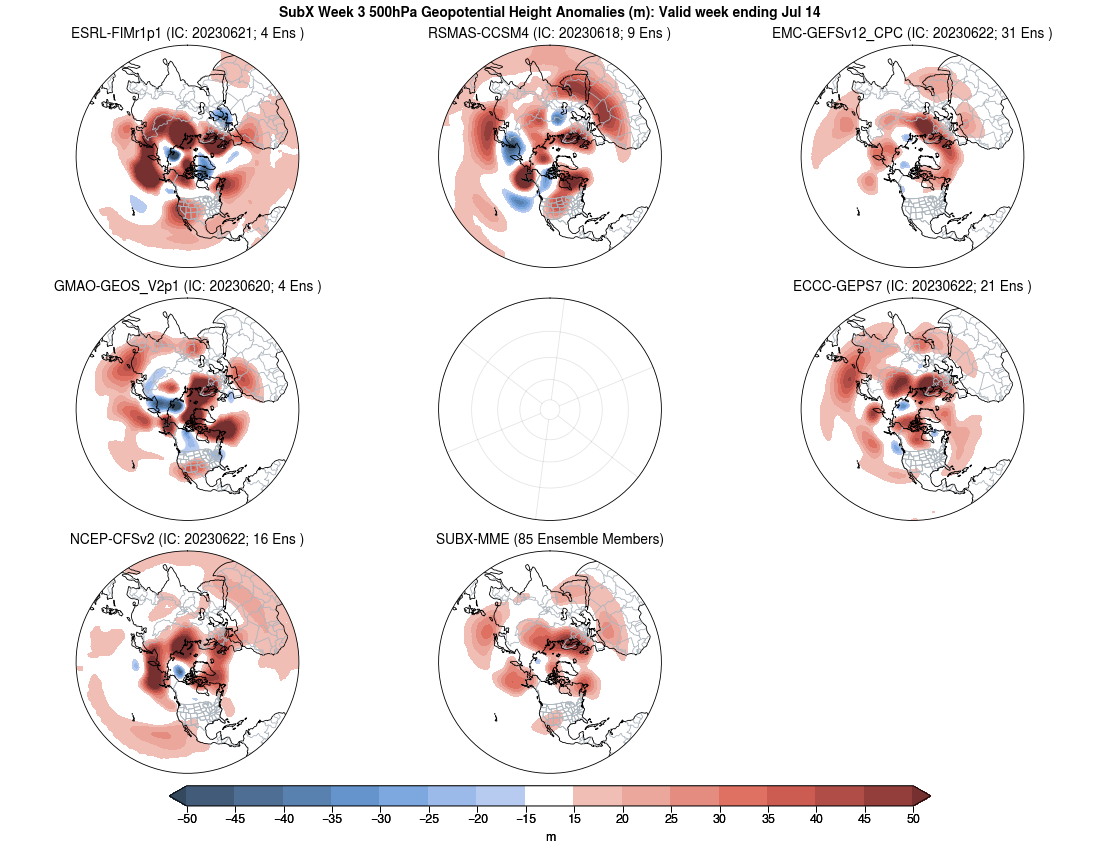 SubX Week 3 500hPa Geopotential Height Anomalies (m): Valid week ending Jul 14
ESRL-FIMr1p1 (IC: 20230621; 4 Ens )
RSMAS-CCSM4 (IC: 20230618; 9 Ens )
EMC-GEFSv12_CPC (IC: 20230622; 31 Ens )
GMAO-GEOS_V2p1 (IC: 20230620; 4 Ens )
ECCC-GEPS7 (IC: 20230622; 21 Ens )
NCEP-CFSv2 (IC: 20230622; 16 Ens )
SUBX-MME (85 Ensemble Members)
−50 −45 −40 −35 −30 −25 −20 −15 15 20 25 30 35 40 45 50
m